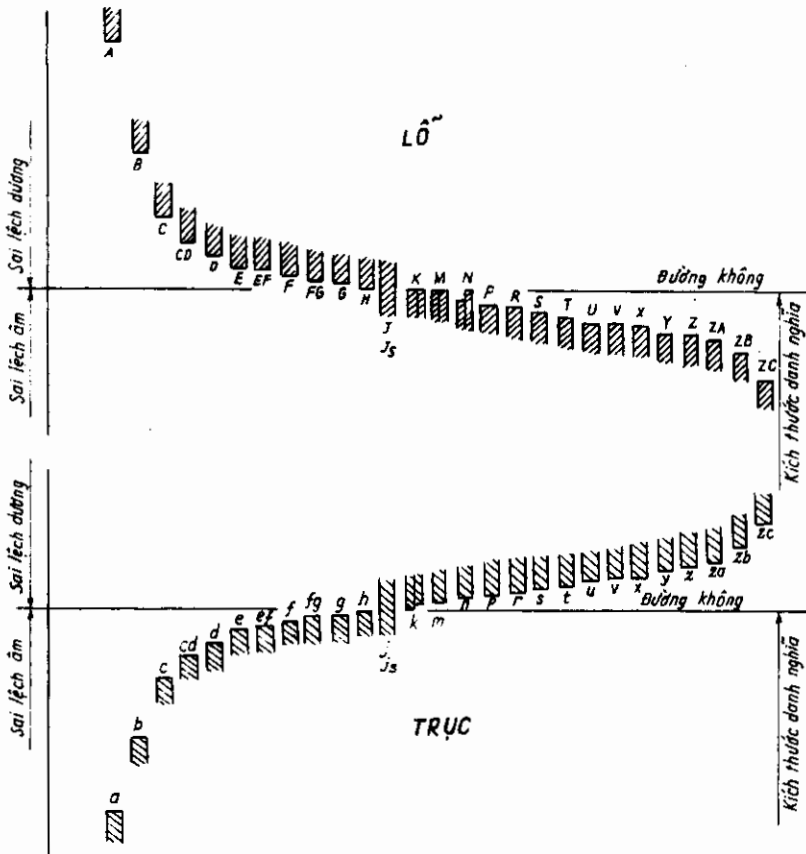 A
B
C
CD
D
E
EF
F
FG
G
H
J
Js
K
M
N
P
R
S
T
U
V
X
Y
Z
ZA
ZB
ZC
LỖ
Đường không
Sai lệch dương
Sai lệch âm
Kích thước danh nghĩa
a
b
c
cd
d
e
ef
f
fg
g
h
j
Js
k
m
n
p
r
s
t
u
v
x
y
z
za
zb
zc
Đường không
TRỤC
Sai lệch dương
Sai lệch âm
Kích thước danh nghĩa